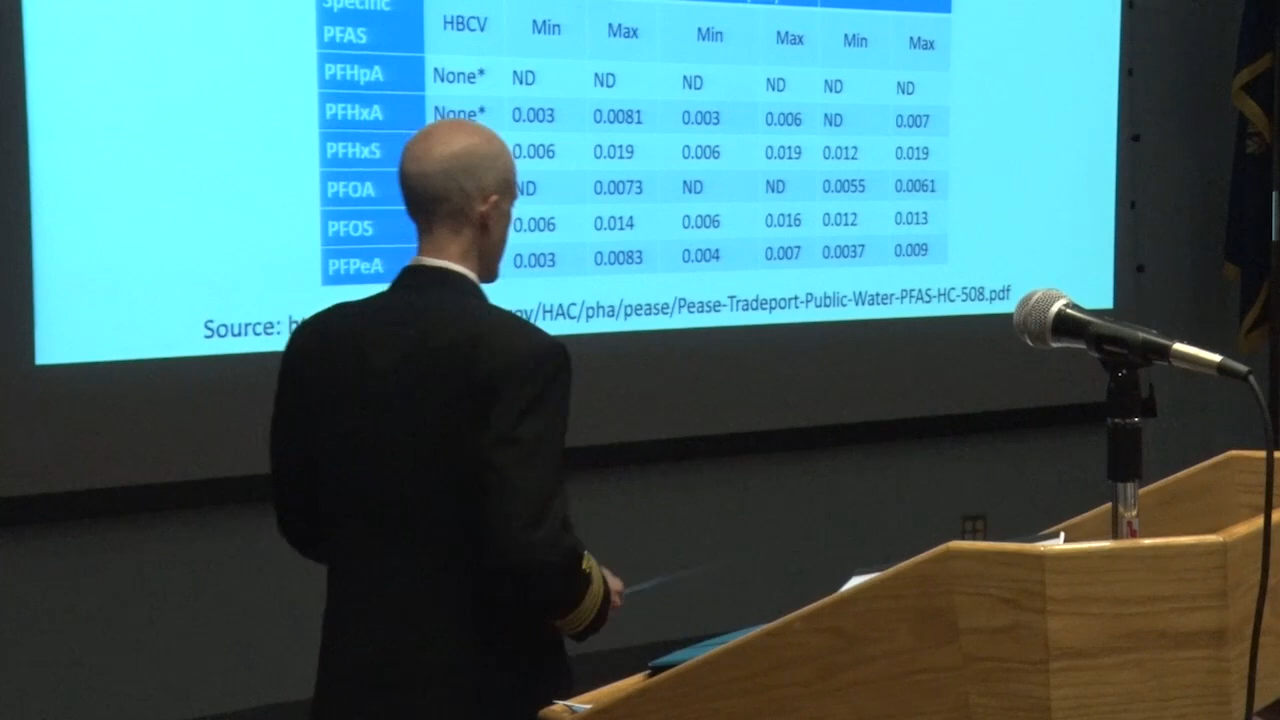 Specific
PFAS HBCV Min Max Min Max Min Max
PFHpA None* ND ND ND ND ND ND
PFHxA None* 0.003 0.0081 0.003 0.006 ND 0.007
PFHxS 0.006 0.019 0.006 0.019 0.012 0.019
PFOA ND 0.0073 ND ND 0.0055 0.0061
PFOS 0.006 0.014 0.006 0.016 0.012 0.013
PFPeA 0.003 0.0083 0.004 0.007 0.0037 0.009
Source: /HAC/pha/pease/Pease-Tradeport-Public-Water-PFAS-HC-508.pdf